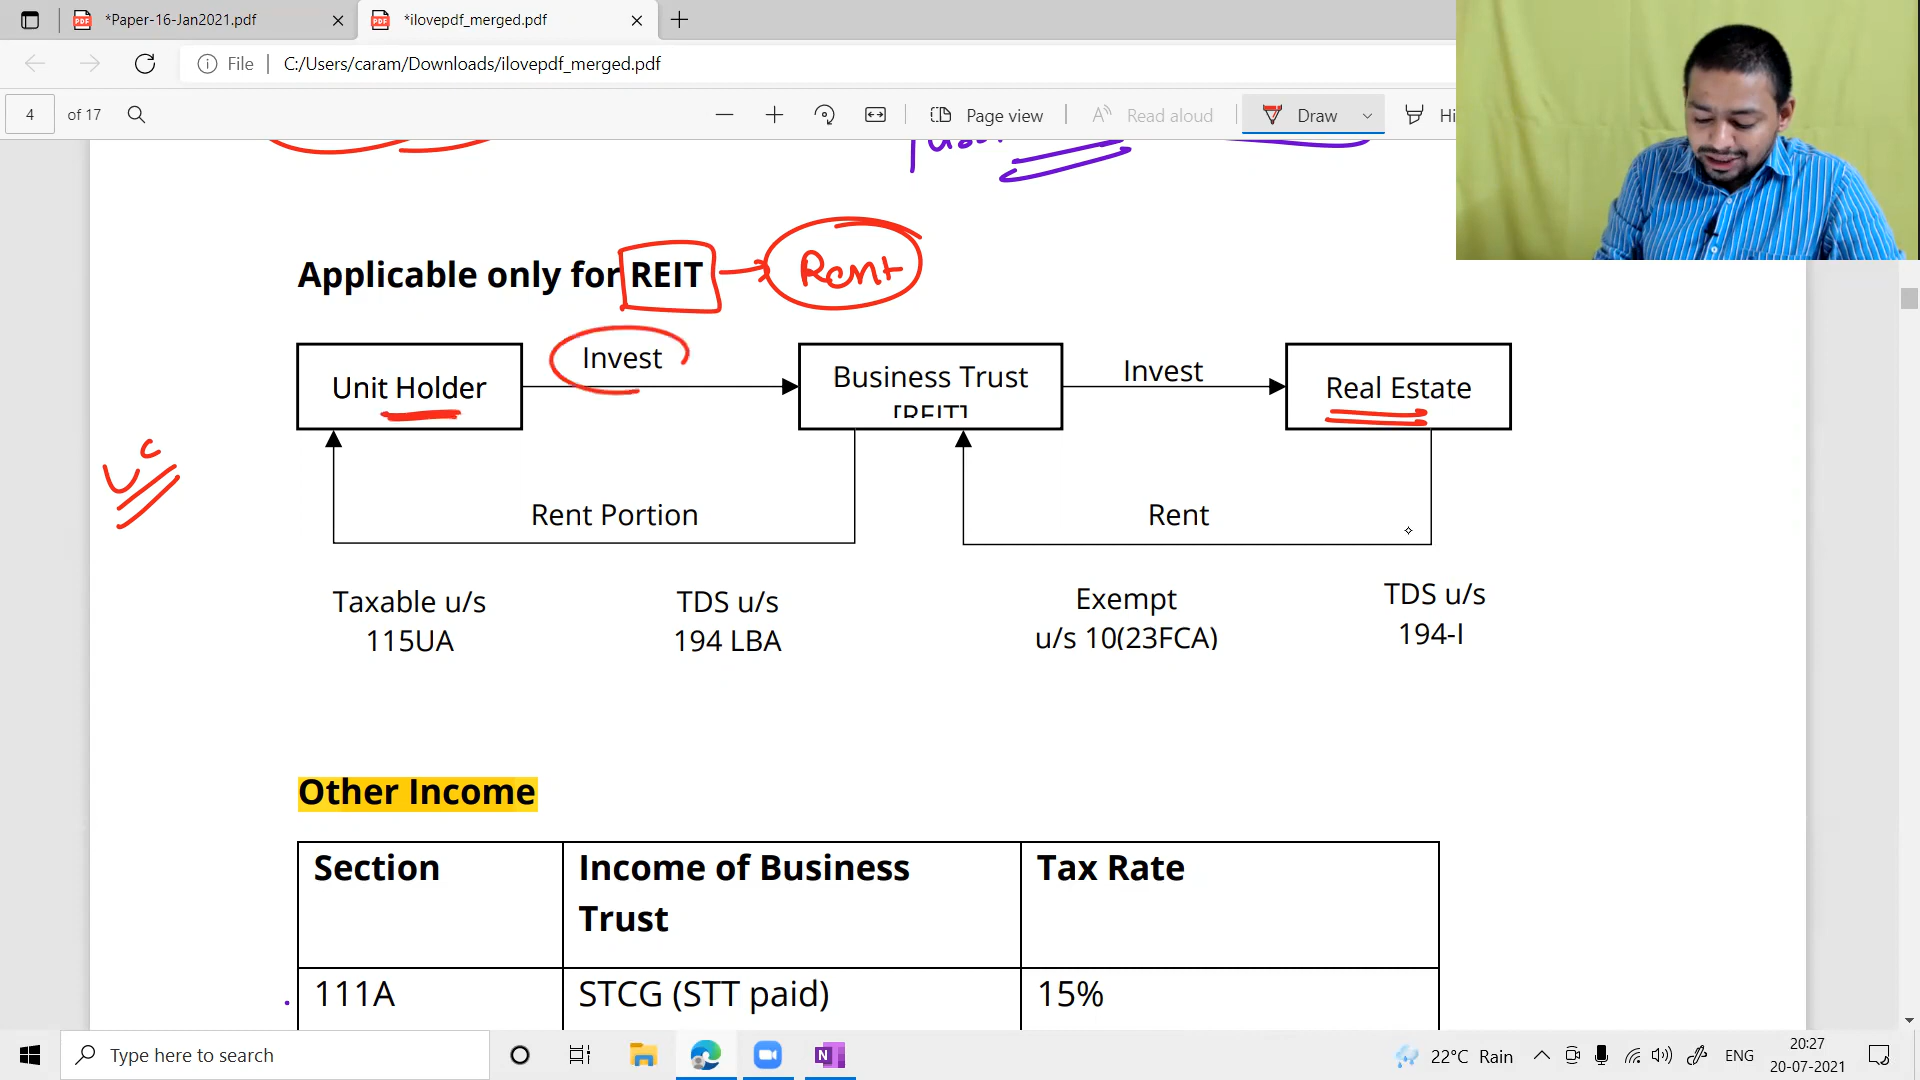 *Paper-16-Jan2021.pdf
*ilovepdf_merged.pdf
File
C:/Users/caram/Downloads/ilovepdf_merged.pdf
4 of 17
Page view
Read aloud
Draw
Applicable only for REIT
Rent
Unit Holder
Invest
Business Trust
[REIT]
Invest
Real Estate
Rent Portion
Rent
Taxable u/s
115UA
TDS u/s
194 LBA
Exempt
u/s 10(23FCA)
TDS u/s
194-I
Other Income
Section
Income of Business
Trust
Tax Rate
111A
STCG (STT paid)
15%
Type here to search
22°C Rain
ENG
20:27
20-07-2021